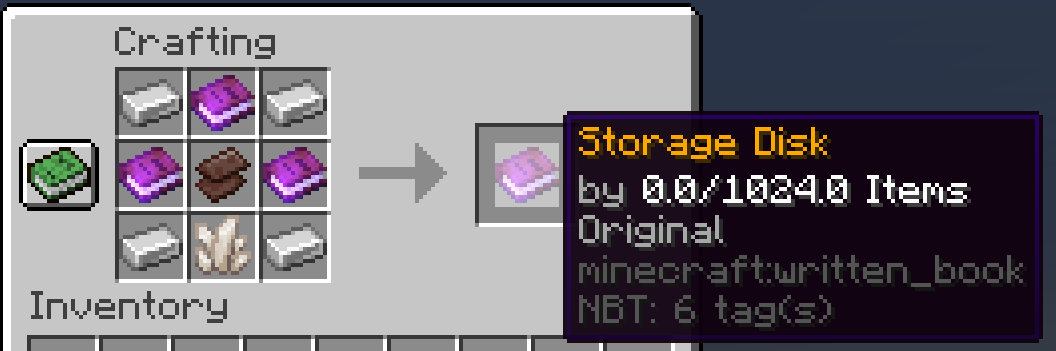 Crafting
Storage Disk
by 0.0/1024.0 Items
Original
minecraft:written_book
NBT: 6 tag(s)
Inventory